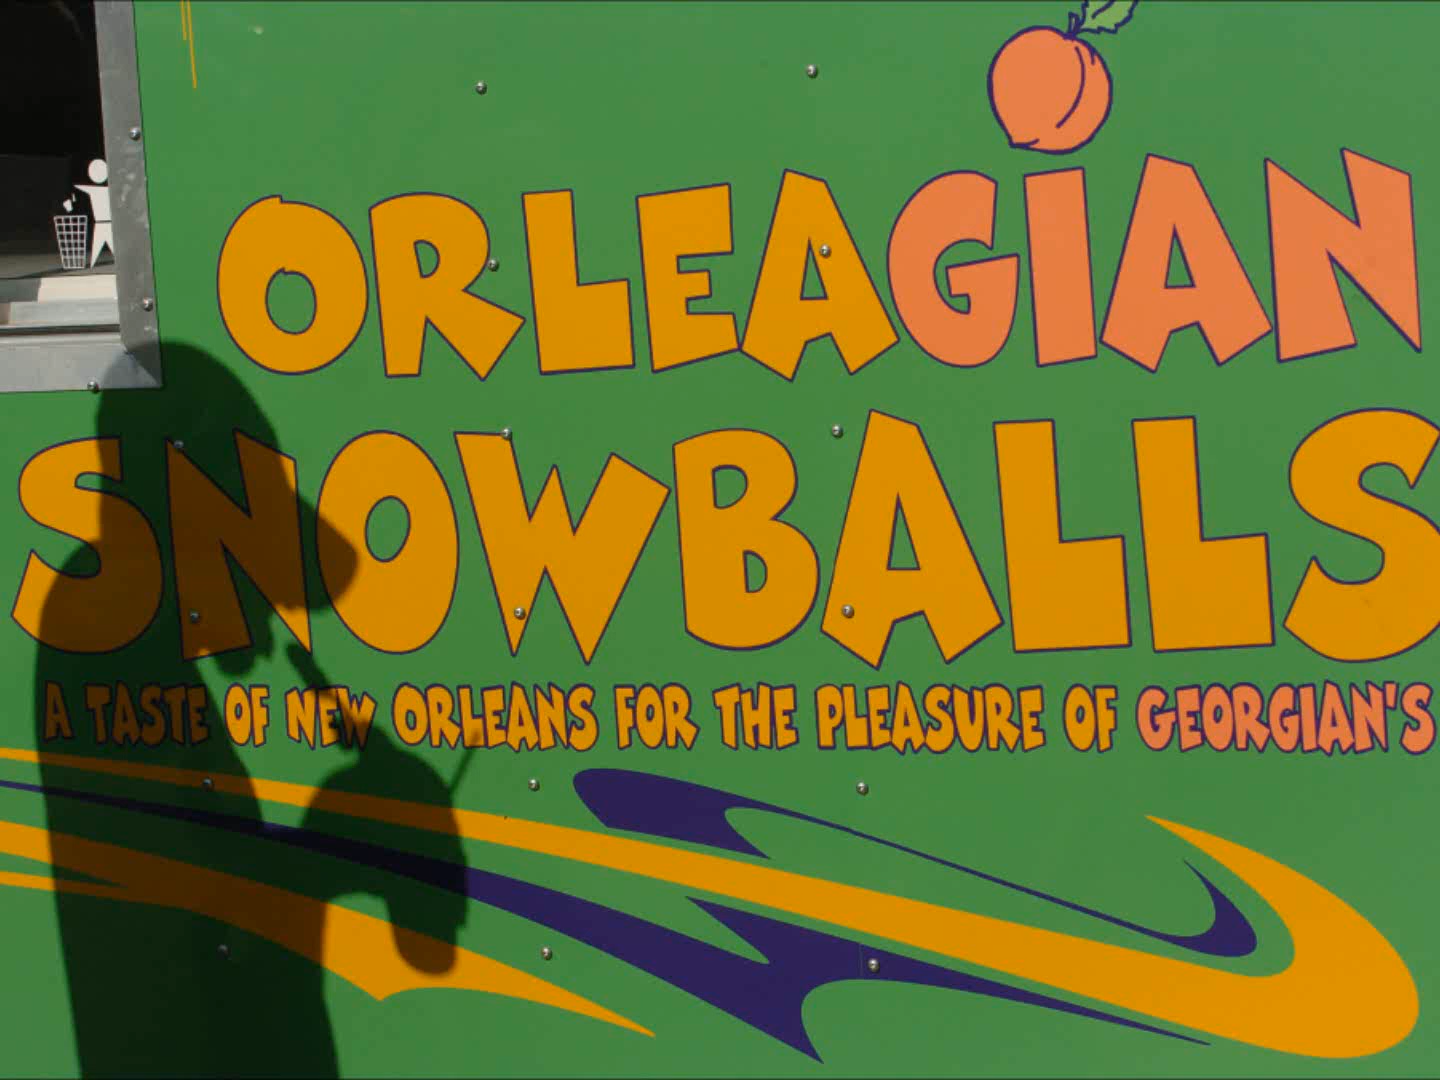 ORLEAGIAN
SNOWBALLS
A TASTE OF NEW ORLEANS FOR THE PLEASURE OF GEORGIAN'S